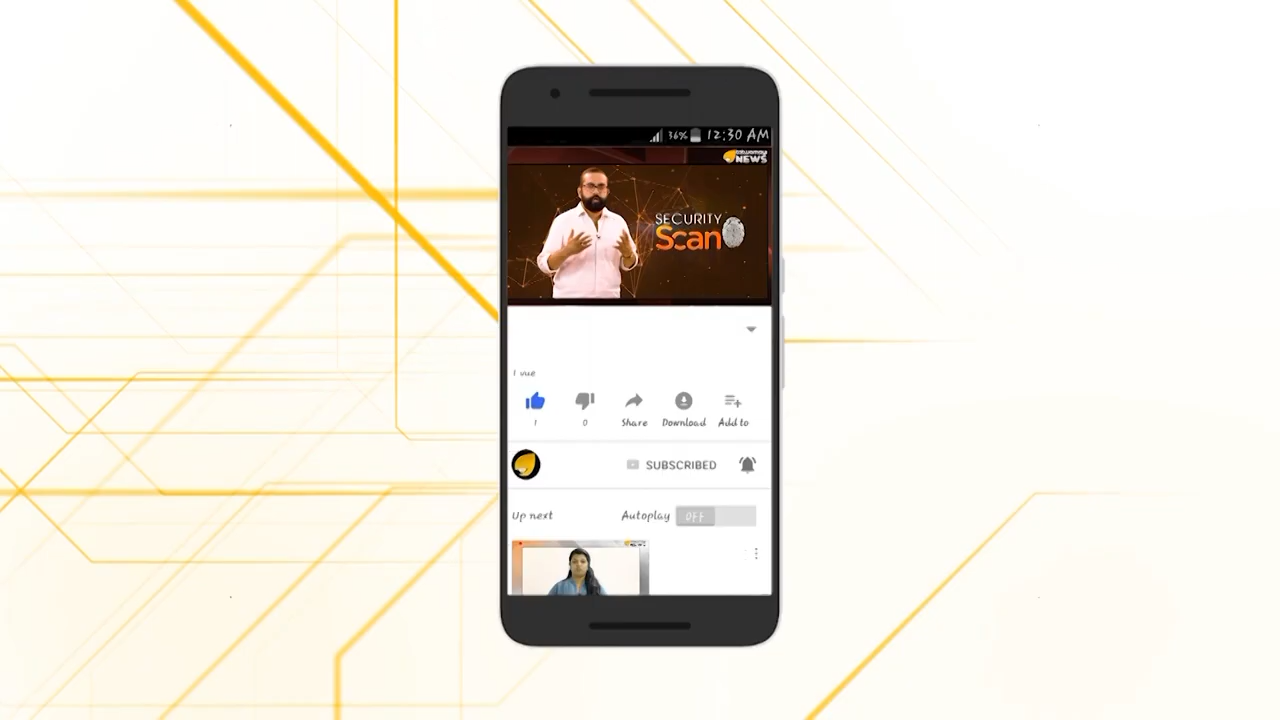 36% 12:30 AM
tatwamayi
NEWS
SECURITY
Scan
1 vue
1 0 Share Download Add to
SUBSCRIBED
Up next Autoplay OFF